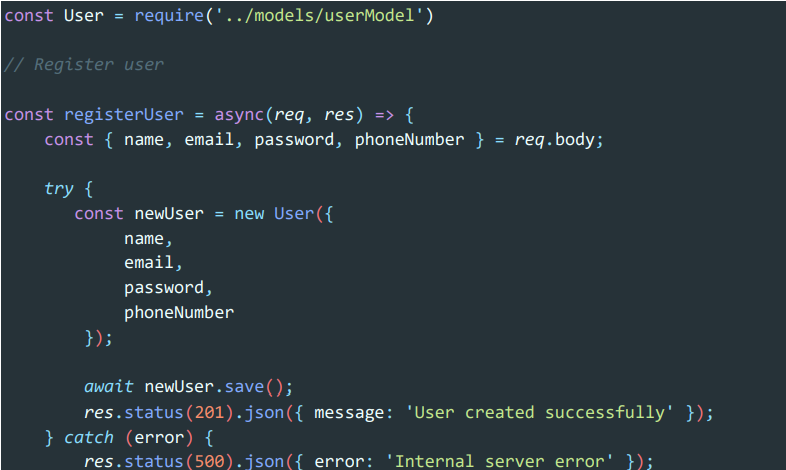 const User = require('../models/userModel')
// Register user
const registerUser = async(req, res) => {
const { name, email, password, phoneNumber } = req.body;
try {
const newUser = new User({
name,
email,
password,
phoneNumber
});
await newUser.save();
res.status(201).json({ message: 'User created successfully' });
} catch (error) {
res.status(500).json({ error: 'Internal server error' });